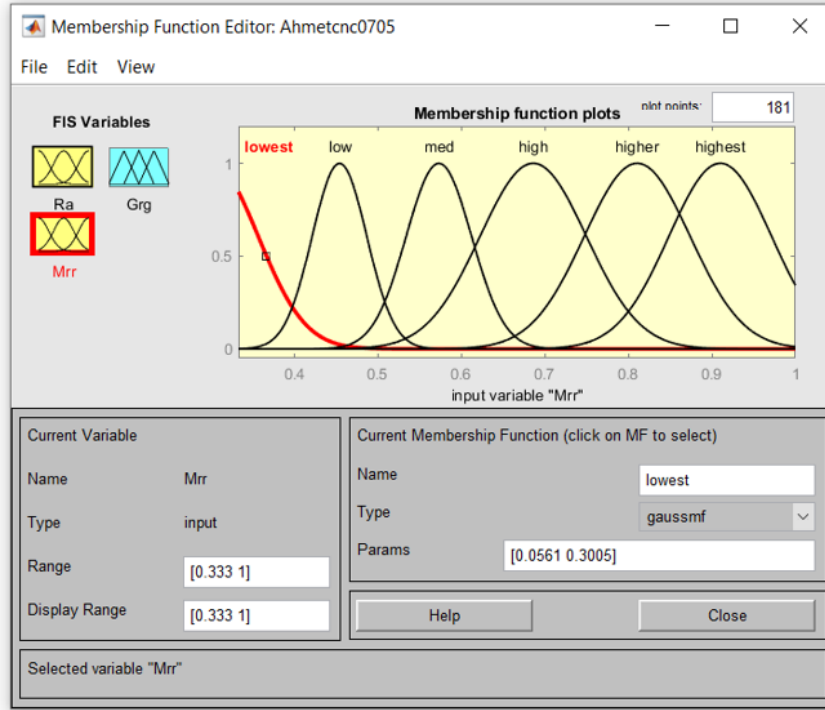 Membership Function Editor: Ahmetcnc0705
File Edit View
FIS Variables
Ra
Grg
Mrr
Membership function plots
plot points:
181
lowest low med high higher highest
1
0.5
0
0.4 0.5 0.6 0.7 0.8 0.9 1
input variable "Mrr"
Current Variable
Name Mrr
Type input
Range [0.333 1]
Display Range [0.333 1]
Current Membership Function (click on MF to select)
Name lowest
Type gaussmf
Params [0.0561 0.3005]
Help Close
Selected variable "Mrr"